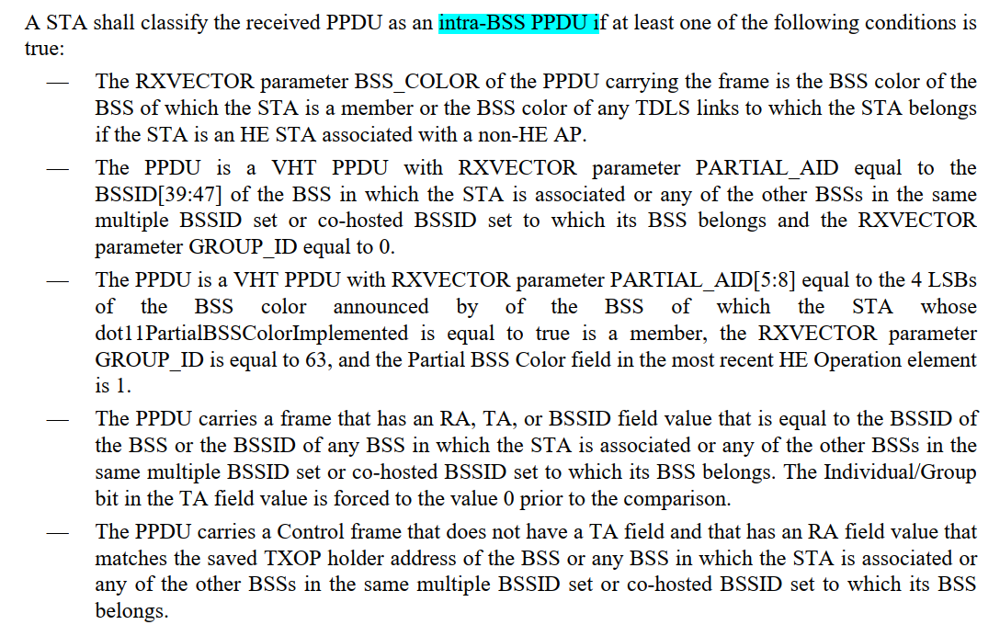 A STA shall classify the received PPDU as an intra-BSS PPDU if at least one of the following conditions is
true:
— The RXVECTOR parameter BSS_COLOR of the PPDU carrying the frame is the BSS color of the
BSS of which the STA is a member or the BSS color of any TDLS links to which the STA belongs
if the STA is an HE STA associated with a non-HE AP.
— The PPDU is a VHT PPDU with RXVECTOR parameter PARTIAL_AID equal to the
BSSID[39:47] of the BSS in which the STA is associated or any of the other BSSs in the same
multiple BSSID set or co-hosted BSSID set to which its BSS belongs and the RXVECTOR
parameter GROUP_ID equal to 0.
— The PPDU is a VHT PPDU with RXVECTOR parameter PARTIAL_AID[5:8] equal to the 4 LSBs
of the BSS color announced by of the BSS of which the STA whose
dot11PartialBSSColorImplemented is equal to true is a member, the RXVECTOR parameter
GROUP_ID is equal to 63, and the Partial BSS Color field in the most recent HE Operation element
is 1.
— The PPDU carries a frame that has an RA, TA, or BSSID field value that is equal to the BSSID of
the BSS or the BSSID of any BSS in which the STA is associated or any of the other BSSs in the
same multiple BSSID set or co-hosted BSSID set to which its BSS belongs. The Individual/Group
bit in the TA field value is forced to the value 0 prior to the comparison.
— The PPDU carries a Control frame that does not have a TA field and that has an RA field value that
matches the saved TXOP holder address of the BSS or any BSS in which the STA is associated or
any of the other BSSs in the same multiple BSSID set or co-hosted BSSID set to which its BSS
belongs.